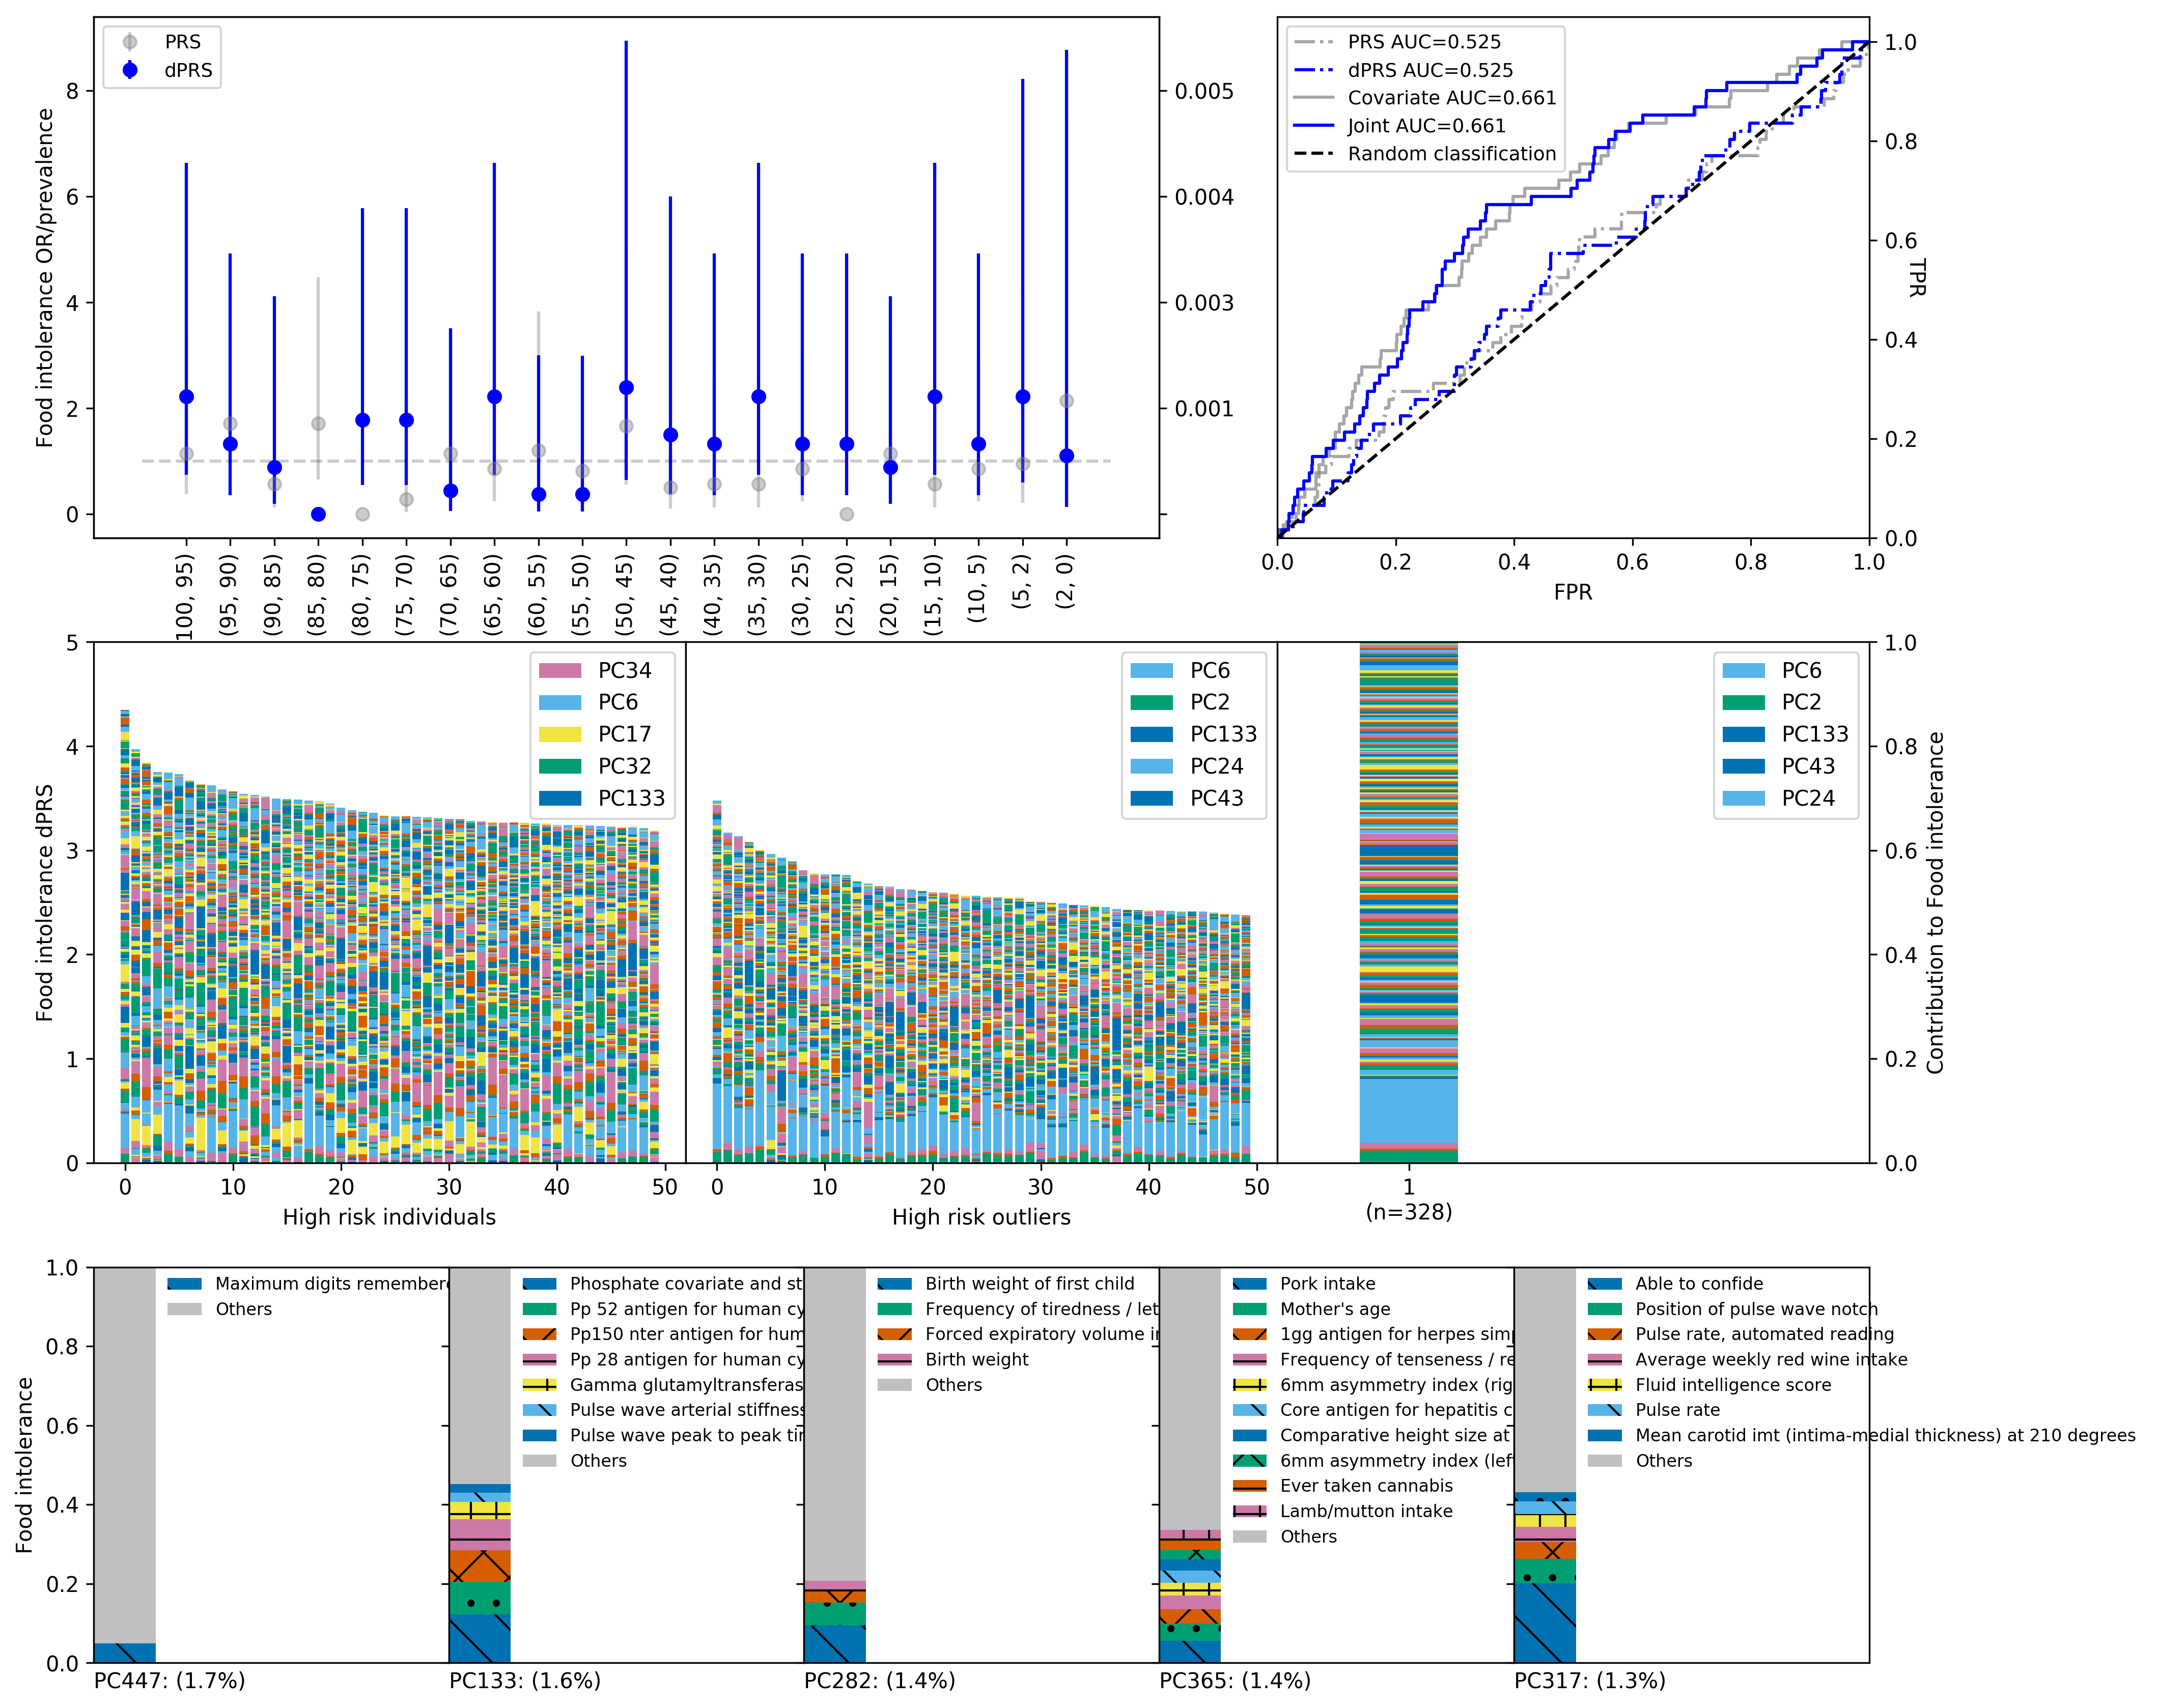 PRS
dPRS
Food intolerance OR/prevalence
0
2
4
6
8
0.001
0.003
0.004
0.005
100, 95)
(95, 90)
(90, 85)
(85, 80)
(80, 75)
(75, 70)
(70, 65)
(65, 60)
(60, 55)
(55, 50)
(50, 45)
(45, 40)
(40, 35)
(35, 30)
(30, 25)
(25, 20)
(20, 15)
(15, 10)
(10, 5)
(5, 2)
(2, 0)
PRS AUC=0.525
dPRS AUC=0.525
Covariate AUC=0.661
Joint AUC=0.661
Random classification
0.0
0.2
0.4
0.6
0.8
1.0
FPR
0.0
0.2
0.4
0.6
0.8
1.0
TPR
Food intolerance dPRS
0
1
2
3
4
5
PC34
PC6
PC17
PC32
PC133
0
10
20
30
40
50
High risk individuals
PC6
PC2
PC133
PC24
PC43
0
10
20
30
40
50
High risk outliers
PC6
PC2
PC133
PC43
PC24
1
(n=328)
0.0
0.2
0.4
0.6
0.8
1.0
Contribution to Food intolerance
Food intolerance
0.0
0.2
0.4
0.6
0.8
1.0
Maximum digits remembere
Others
PC447: (1.7%)
Phosphate covariate and st
Pp 52 antigen for human cy
Pp150 nter antigen for hum
Pp 28 antigen for human cy
Gamma glutamyltransferas
Pulse wave arterial stiffness
Pulse wave peak to peak tir
Others
PC133: (1.6%)
Birth weight of first child
Frequency of tiredness / let
Forced expiratory volume ir
Birth weight
Others
PC282: (1.4%)
Pork intake
Mother's age
1gg antigen for herpes sim
Frequency of tenseness / re
6mm asymmetry index (rig
Core antigen for hepatitis c
Comparative height size at
6mm asymmetry index (lef
Ever taken cannabis
Lamb/mutton intake
Others
PC365: (1.4%)
Able to confide
Position of pulse wave notch
Pulse rate, automated reading
Average weekly red wine intake
Fluid intelligence score
Pulse rate
Mean carotid imt (intima-medial thickness) at 210 degrees
Others
PC317: (1.3%)